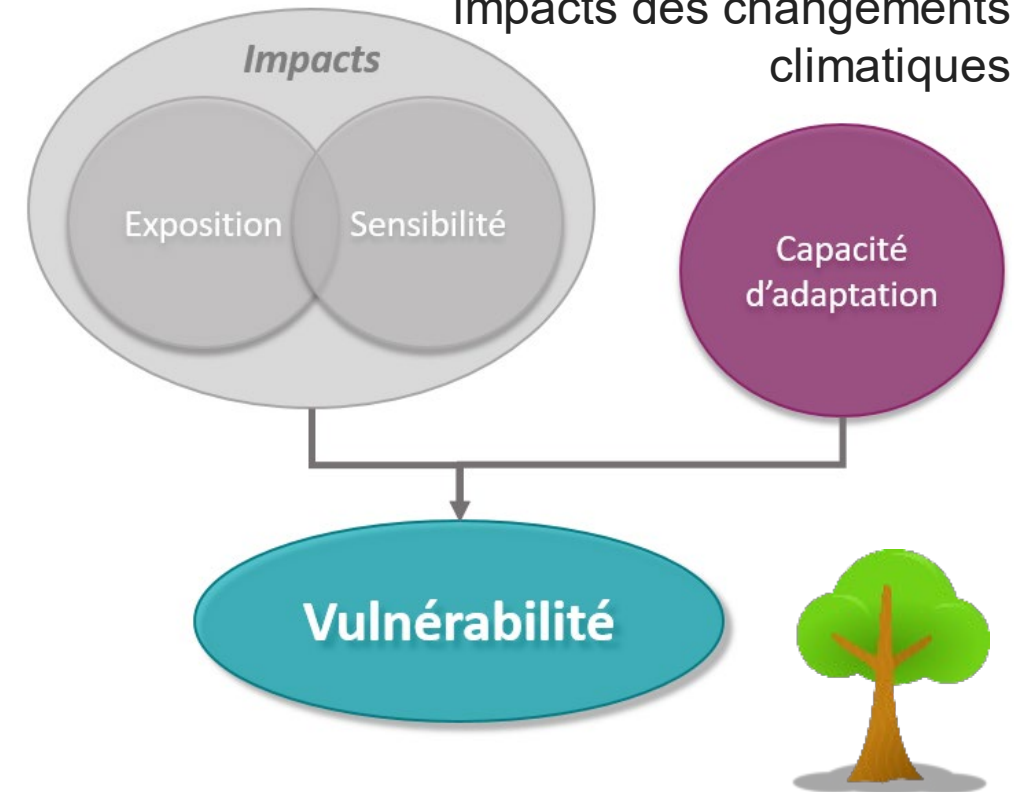 impacts des changements
climatiques
Impacts
Exposition
Sensibilité
Capacité
d'adaptation
Vulnérabilité